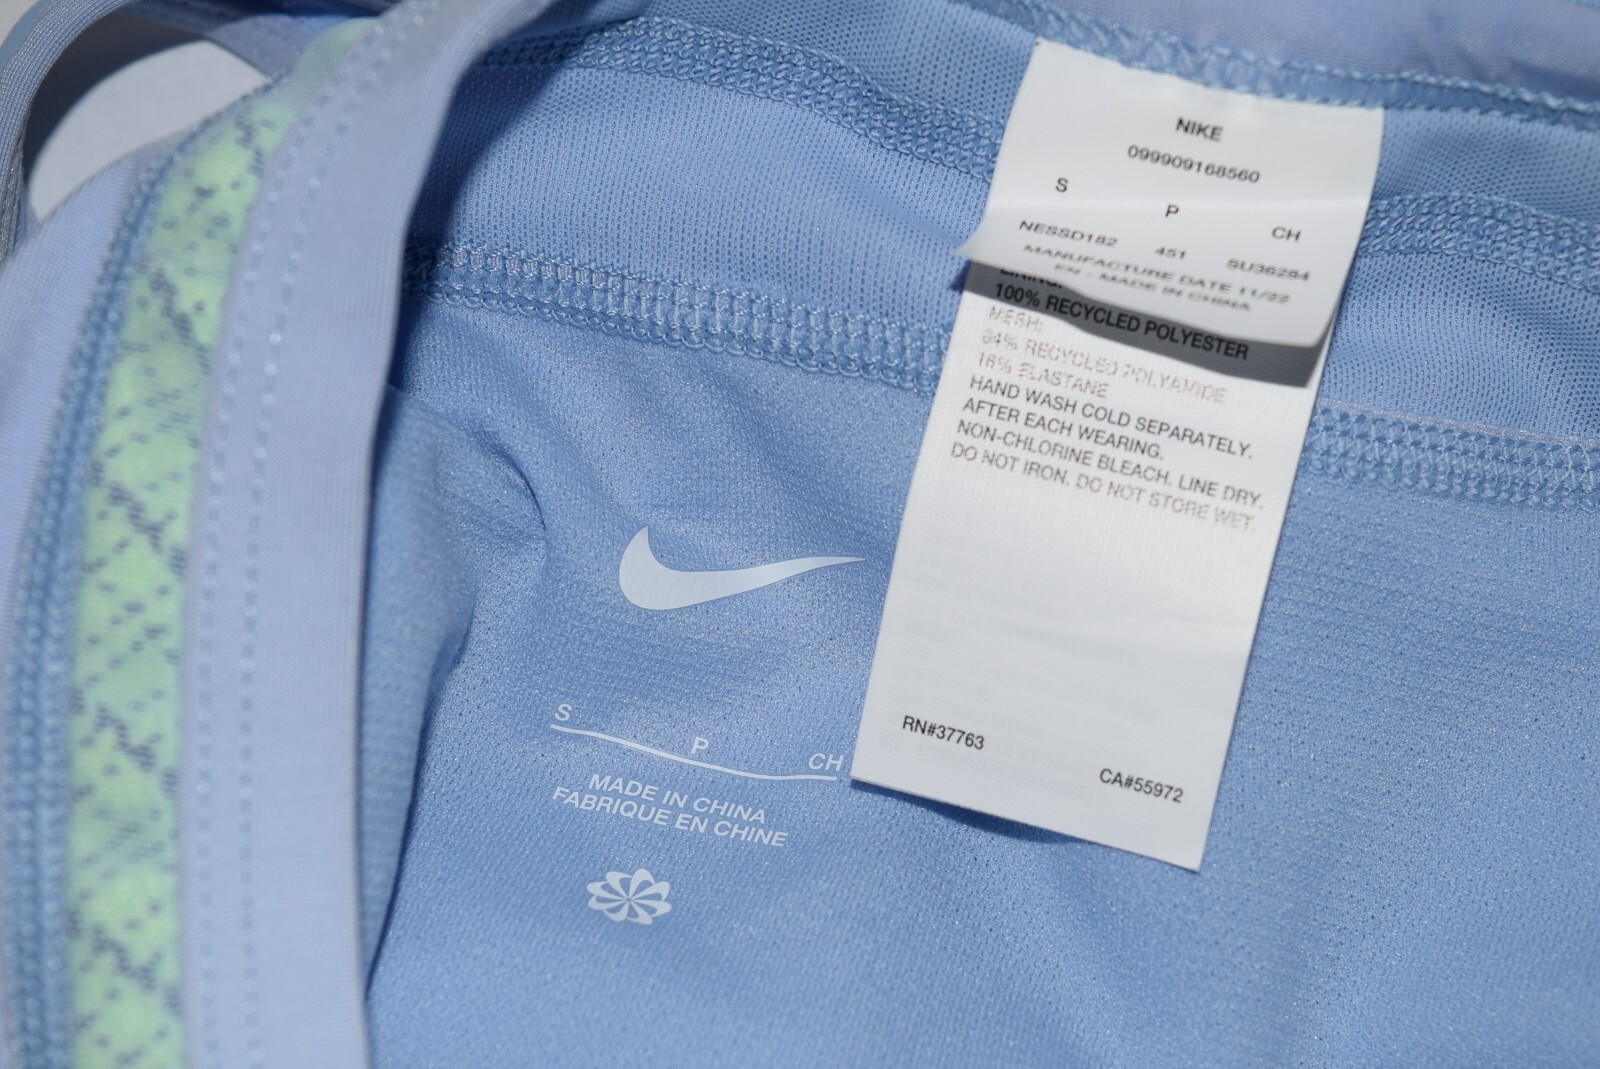 NIKE
099909168560
S
P
CH
NESSD182 451 SU36284
MANUFACTURE DATE 11/22
EN - MADE IN CHINA
LINING:
100% RECYCLED POLYESTER
MESH:
84% RECYCLED POLYAMIDE
16% ELASTANE
HAND WASH COLD SEPARATELY.
AFTER EACH WEARING.
NON-CHLORINE BLEACH. LINE DRY.
DO NOT IRON. DO NOT STORE WET.
RN#37763
CA#55972
S
P
CH
MADE IN CHINA
FABRIQUE EN CHINE